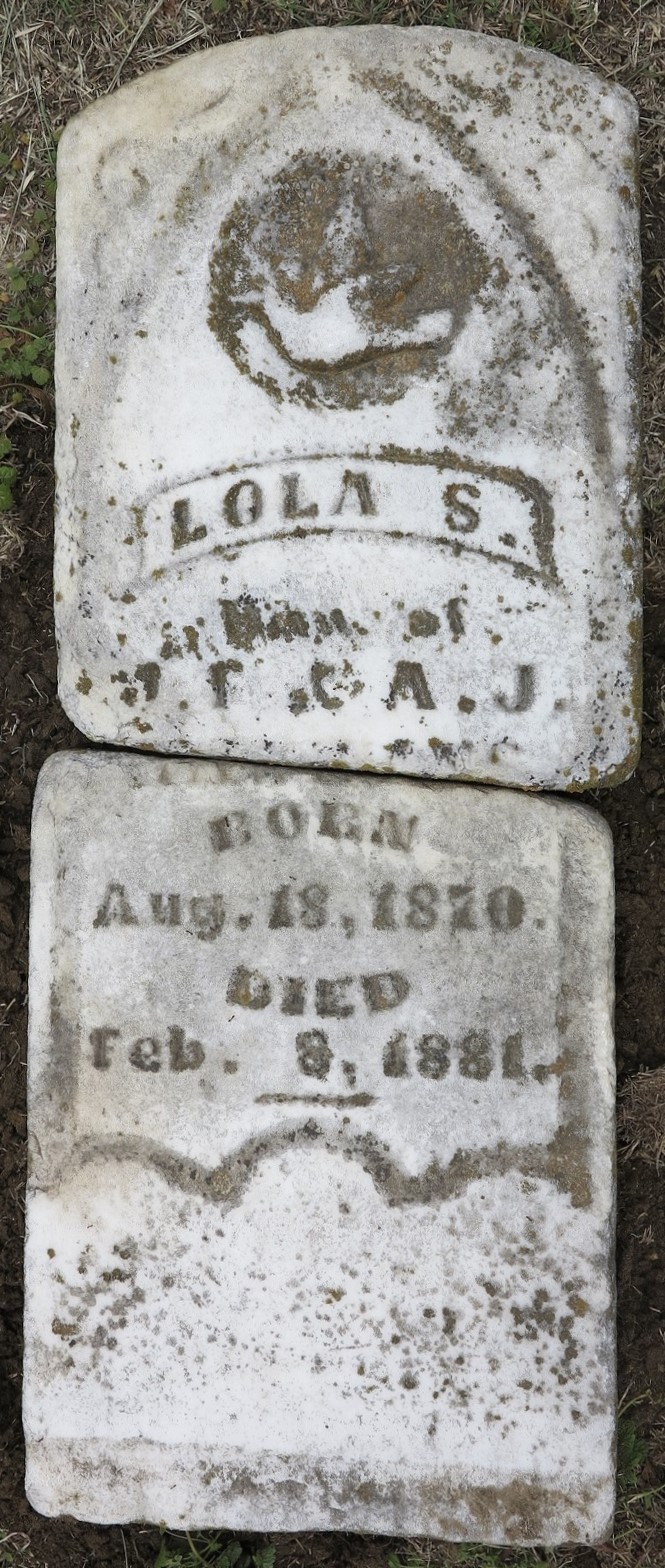 LOLA S.
Dau. of
J. T. & A. J.
BORN
Aug. 18, 1870.
DIED
Feb. 8, 1881.